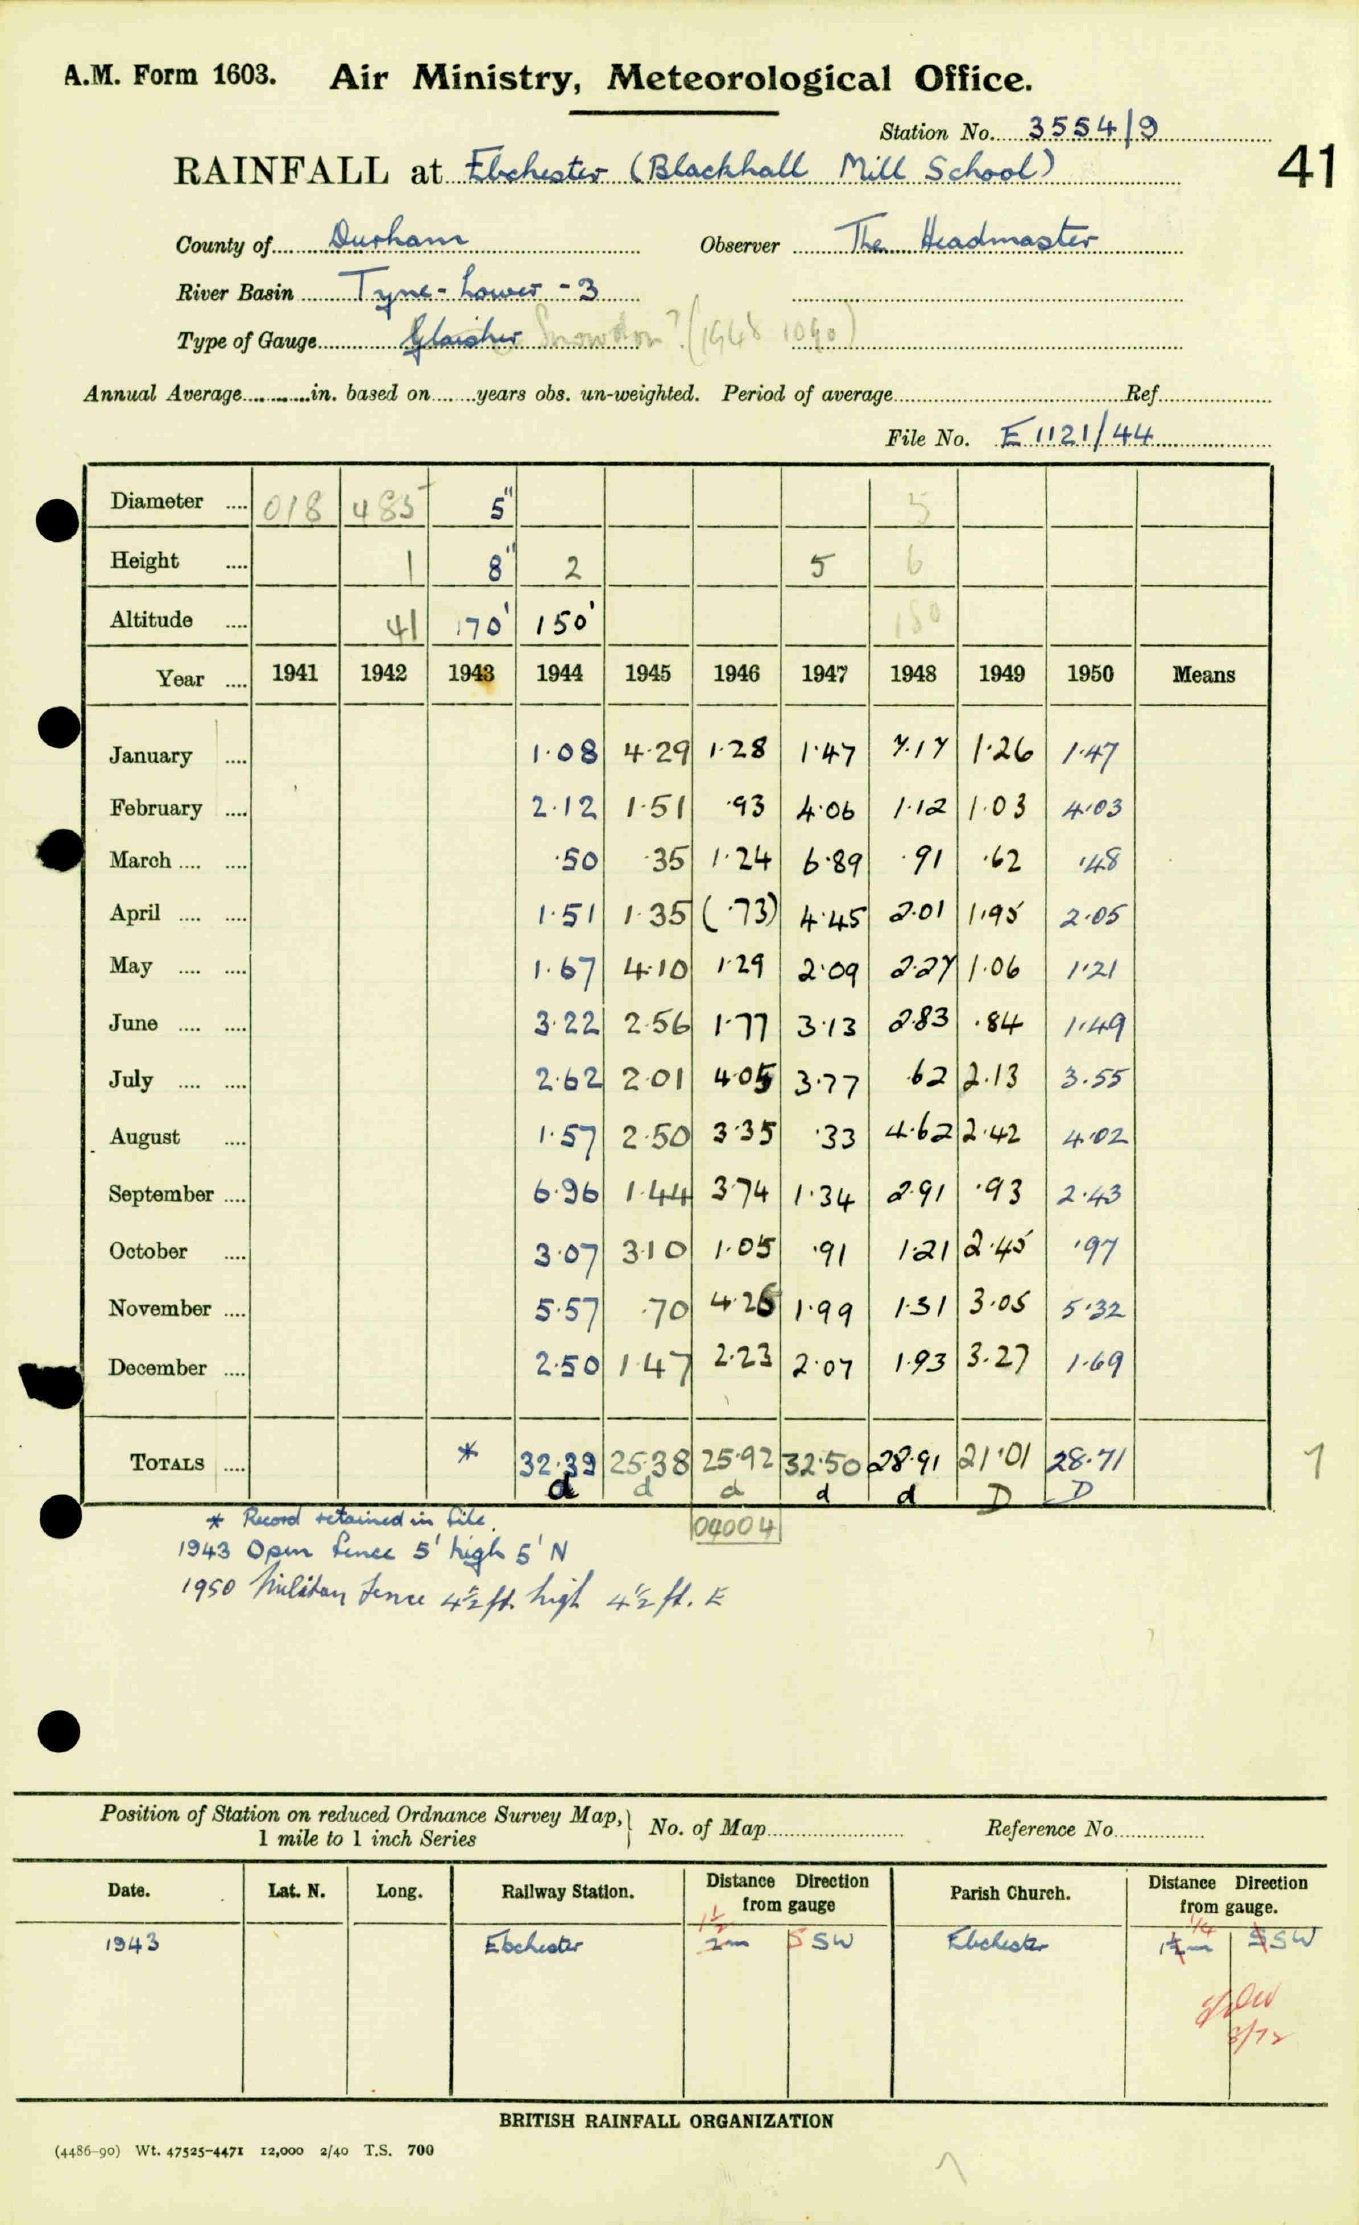 A.M. Form 1603. Air Ministry, Meteorological Office.
Station No. 3554/9
41
RAINFALL at Ebchester (Blackhall Mill School)
County of Durham Observer The Headmaster
River Basin Tyne - Lower - 3
Type of Gauge Glaisher Snowdon? (1948
Annual Average in. based on years obs. un-weighted. Period of average Ref
File No. E 1121/44
Diameter 018 485 5" 5
Height 1 8" 2 5 6
Altitude 41 170' 150' 150
Year 1941 1942 1943 1944 1945 1946 1947 1948 1949 1950 Means
January 1·08 4·29 1·28 1·47 7·17 1·26 1·47
February 2·12 1·51 ·93 4·06 1·12 1·03 4·03
March ·50 ·35 1·24 6·89 ·91 ·62 ·48
April 1·51 1·35 (·73) 4·45 2·01 1·95 2·05
May 1·67 4·10 1·29 2·09 2·27 1·06 1·21
June 3·22 2·56 1·77 3·13 2·83 ·84 1·49
July 2·62 2·01 4·05 3·77 ·62 2·13 3·55
August 1·57 2·50 3·35 ·33 4·62 2·42 4·02
September 6·96 1·44 3·74 1·34 2·91 ·93 2·43
October 3·07 3·10 1·05 ·91 1·21 2·45 ·97
November 5·57 ·70 4·26 1·99 1·31 3·05 5·32
December 2·50 1·47 2·23 2·07 1·93 3·27 1·69
TOTALS * 32·39 25·38 25·92 32·50 28·91 21·01 28·71 1
d d d d d D D
* Record retained in file.
04004
1943 Open fence 5' high 5' N
1950 Military fence 4½ ft. high 4½ ft. E
Position of Station on reduced Ordnance Survey Map, 1 mile to 1 inch Series } No. of Map Reference No.
Date. Lat. N. Long. Railway Station. Distance Direction from gauge Parish Church. Distance Direction from gauge.
1½ 1/4
1943 Ebchester 2m SSW Ebchester 1¼m SSW
8/72
BRITISH RAINFALL ORGANIZATION
(4486-90) Wt. 47525-4471 12,000 2/40 T.S. 700